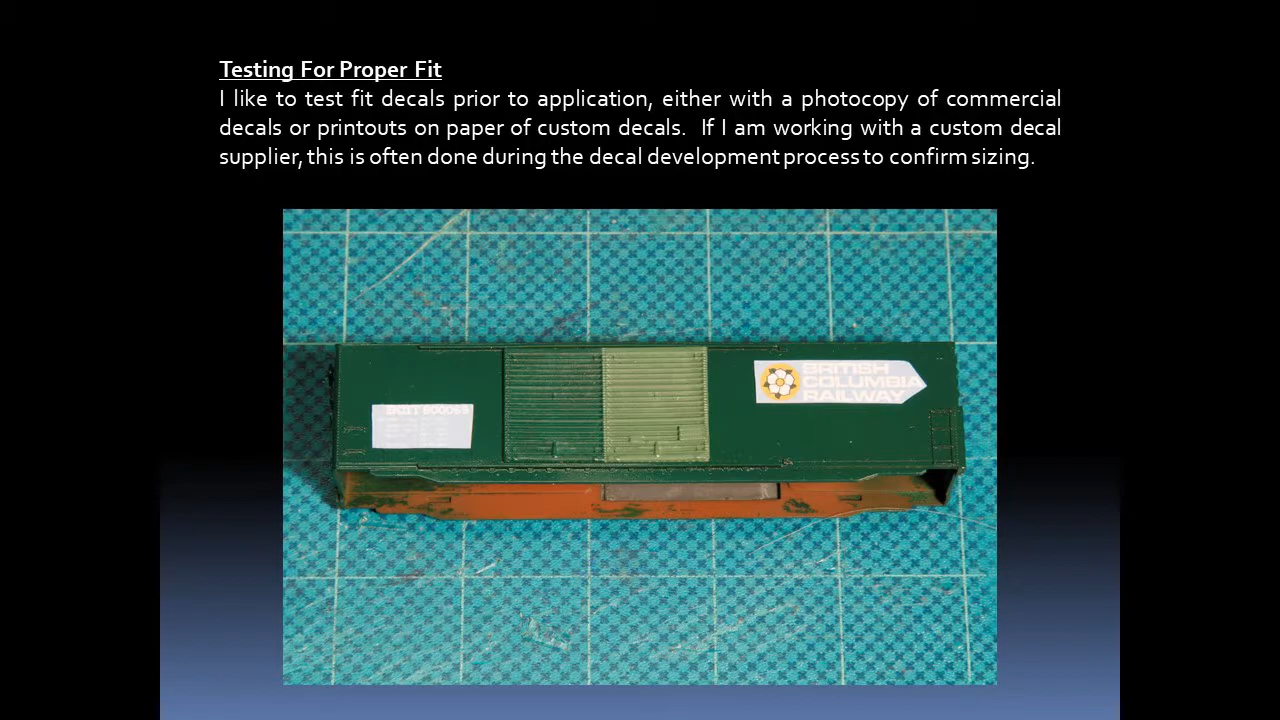 Testing For Proper Fit
I like to test fit decals prior to application, either with a photocopy of commercial
decals or printouts on paper of custom decals.  If I am working with a custom decal
supplier, this is often done during the decal development process to confirm sizing.
BRITISH
COLUMBIA
RAILWAY